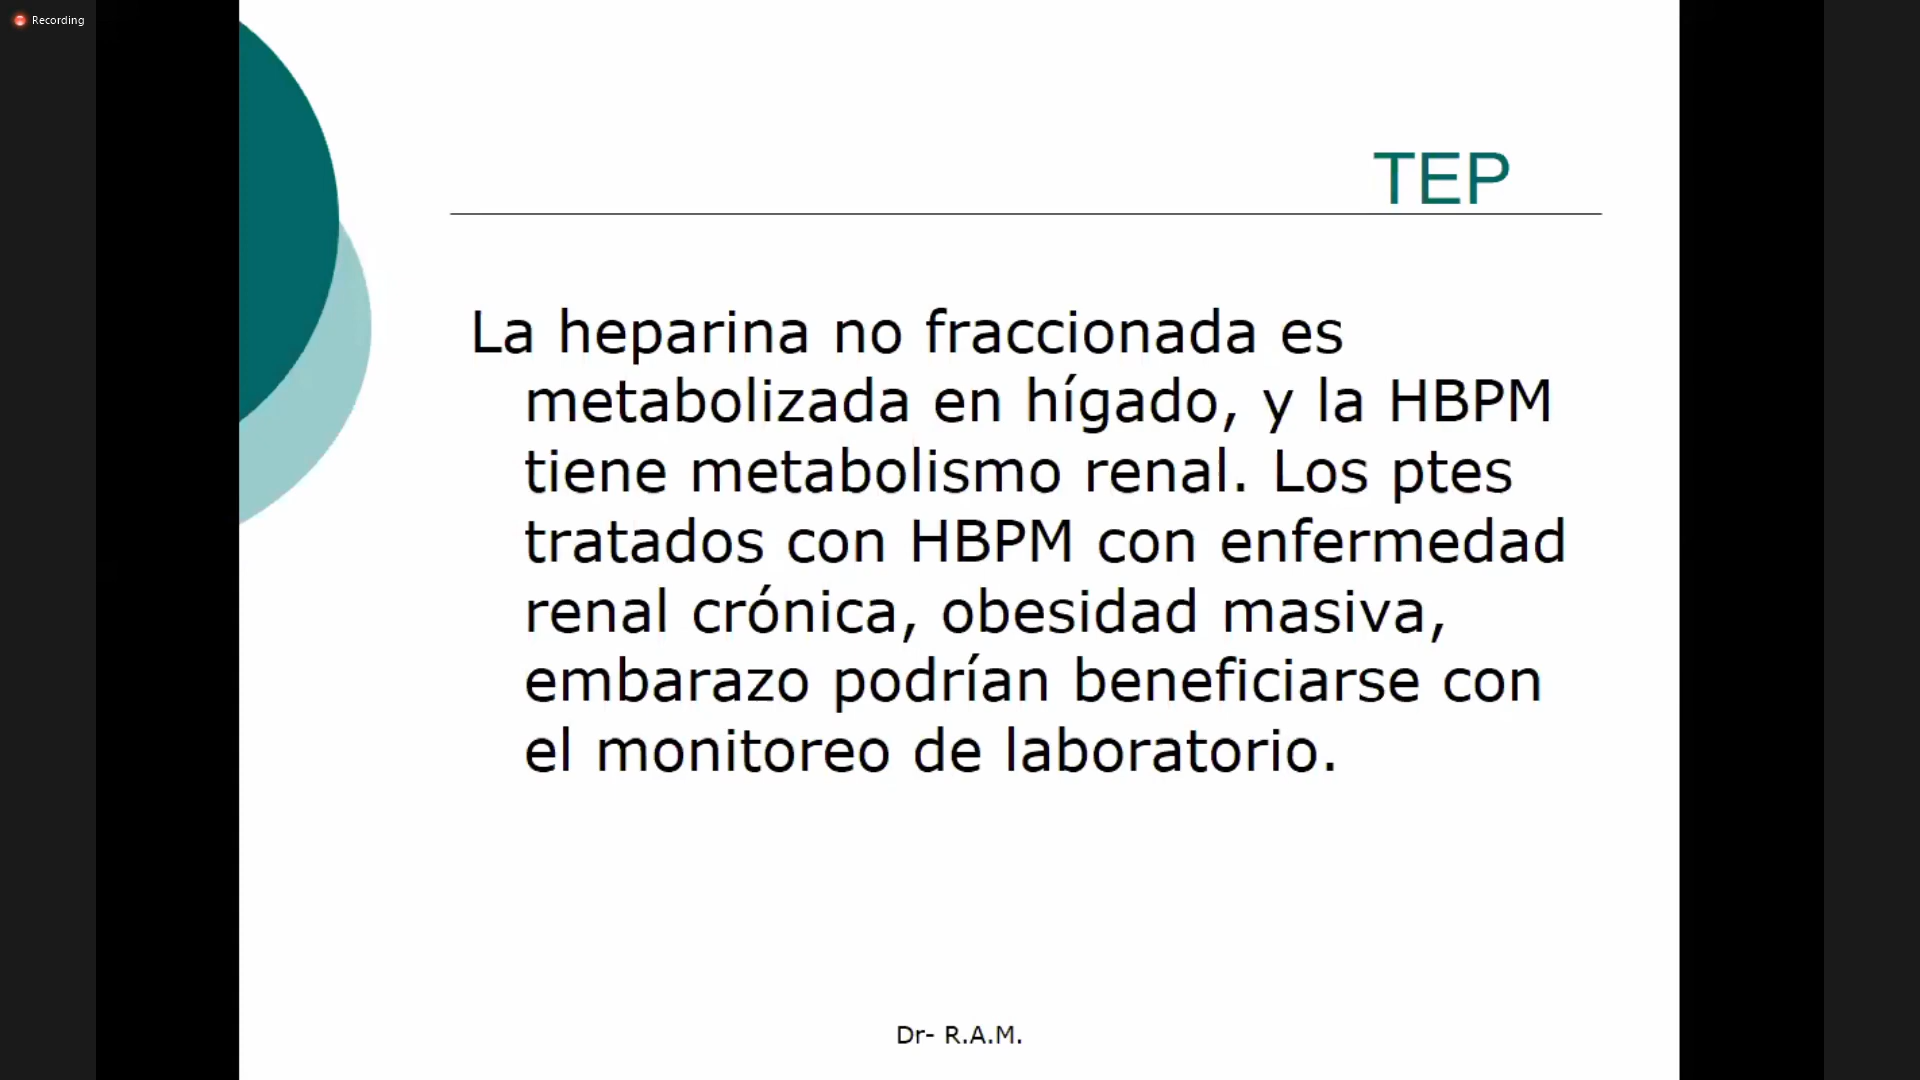 Recording
TEP
La heparina no fraccionada es
metabolizada en hígado, y la HBPM
tiene metabolismo renal. Los ptes
tratados con HBPM con enfermedad
renal crónica, obesidad masiva,
embarazo podrían beneficiarse con
el monitoreo de laboratorio.
Dr- R.A.M.